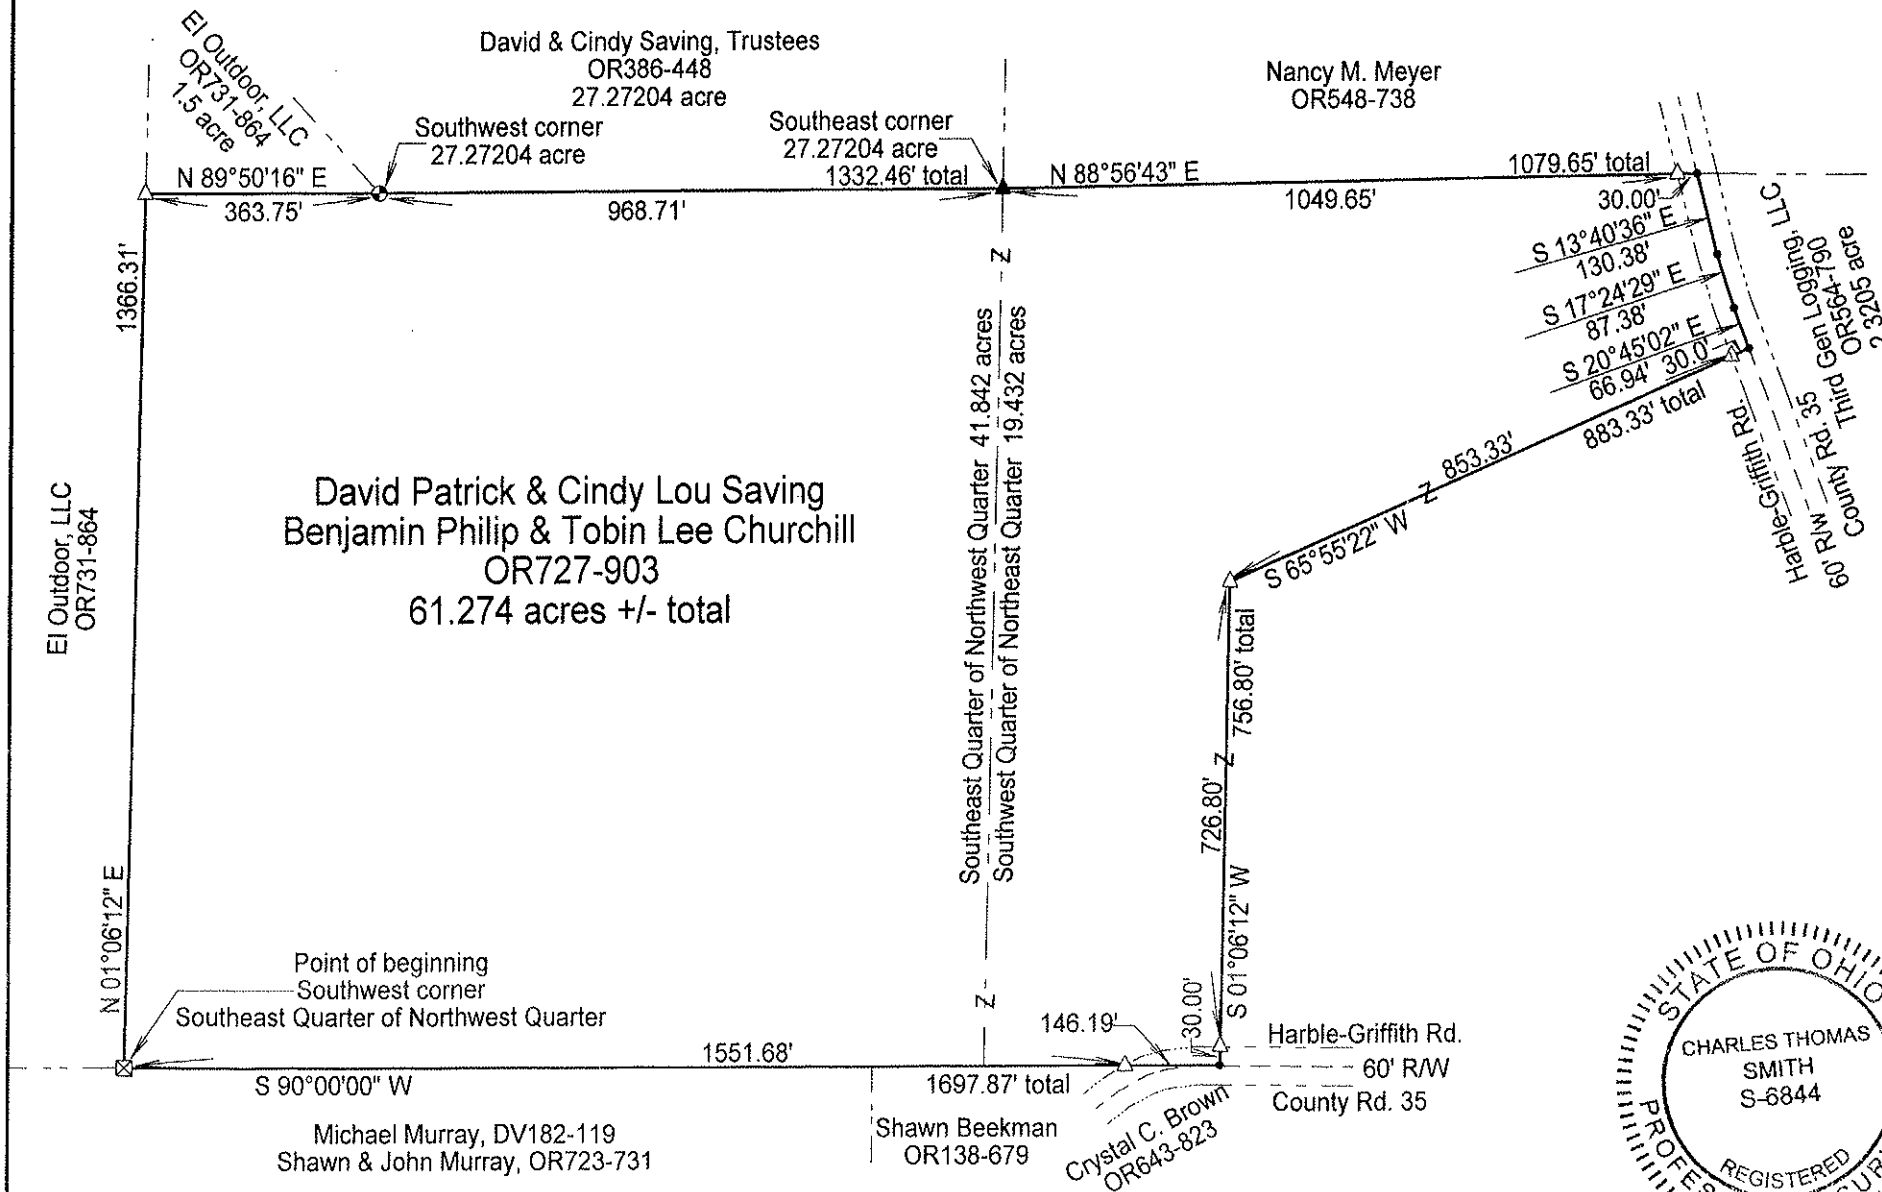 El Outdoor, LLC
OR731-864
1.5 acre
David & Cindy Saving, Trustees
OR386-448
27.27204 acre
Nancy M. Meyer
OR548-738
Southwest corner
27.27204 acre
Southeast corner
27.27204 acre
N 89°50'16" E
363.75'
968.71'
1332.46' total
N 88°56'43" E
1049.65'
1079.65' total
30.00'
S 13°40'36" E
130.38'
S 17°24'29" E
87.38'
S 20°45'02" E
66.94'
30.0'
Third Gen Logging, LLC
OR564-790
3205 acre
Harble-Griffith Rd.
60' R/W
County Rd. 35
1366.31'
N 01°06'12" E
El Outdoor, LLC
OR731-864
David Patrick & Cindy Lou Saving
Benjamin Philip & Tobin Lee Churchill
OR727-903
61.274 acres +/- total
Z
Southeast Quarter of Northwest Quarter 41.842 acres
Southwest Quarter of Northeast Quarter 19.432 acres
Z
883.33' total
853.33'
Z
S 65°55'22" W
756.80' total
726.80'
Z
S 01°06'12" W
30.00'
146.19'
Harble-Griffith Rd.
60' R/W
County Rd. 35
Point of beginning
Southwest corner
Southeast Quarter of Northwest Quarter
1551.68'
S 90°00'00" W
1697.87' total
Michael Murray, DV182-119
Shawn & John Murray, OR723-731
Shawn Beekman
OR138-679
Crystal C. Brown
OR643-823
STATE OF OHIO
CHARLES THOMAS
SMITH
S-6844
REGISTERED